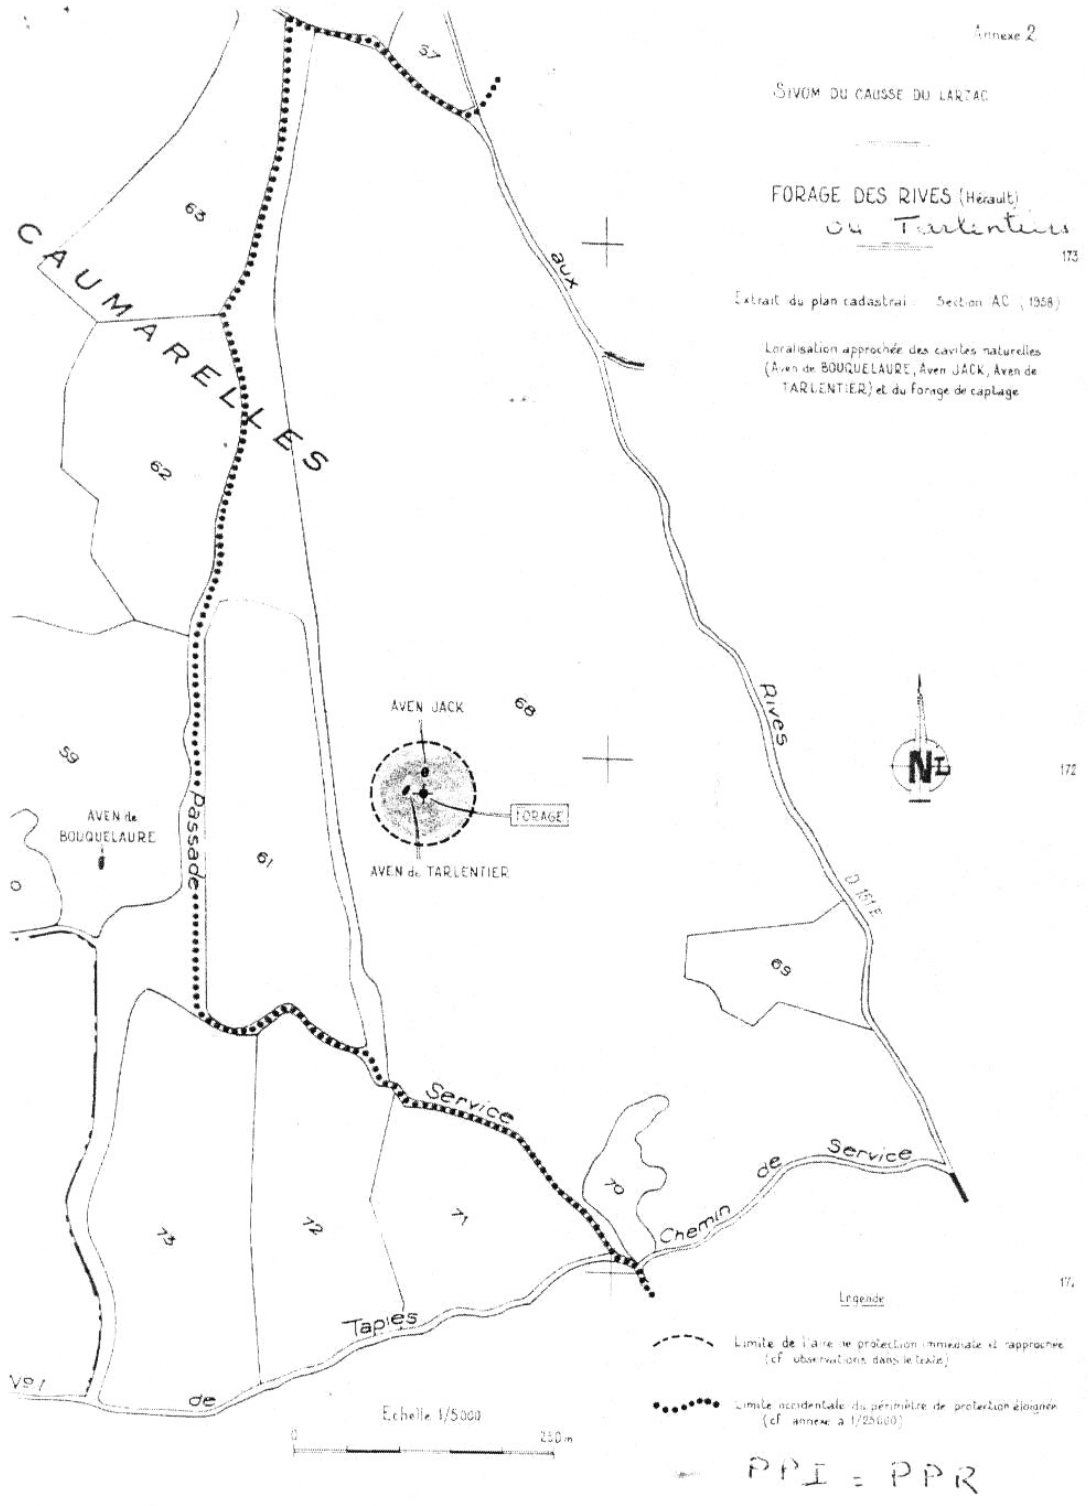 Annexe 2
SIVOM DU CAUSSE DU LARZAC
FORAGE DES RIVES (Hérault)
ou Tarlentiers
173
Extrait du plan cadastral : Section AC (1958)
Localisation approchée des cavités naturelles
(Aven de BOUQUELAURE, Aven JACK, Aven de
TARLENTIER) et du forage de captage
57
63
CAUMARELLES
aux
62
68
Rives
AVEN JACK
172
59
AVEN de
BOUQUELAURE
Passade
61
FORAGE
AVEN de TARLENTIER
N
D 151 E
69
Service
70
Chemin
de
Service
73
72
71
Taples
de
Légende
Limite de l'aire de protection immédiate et rapprochée
(cf observations dans le texte)
Limite occidentale du périmètre de protection éloignée
(cf annexe à 1/25000)
Echelle 1/5000
0
250 m
PPI = PPR